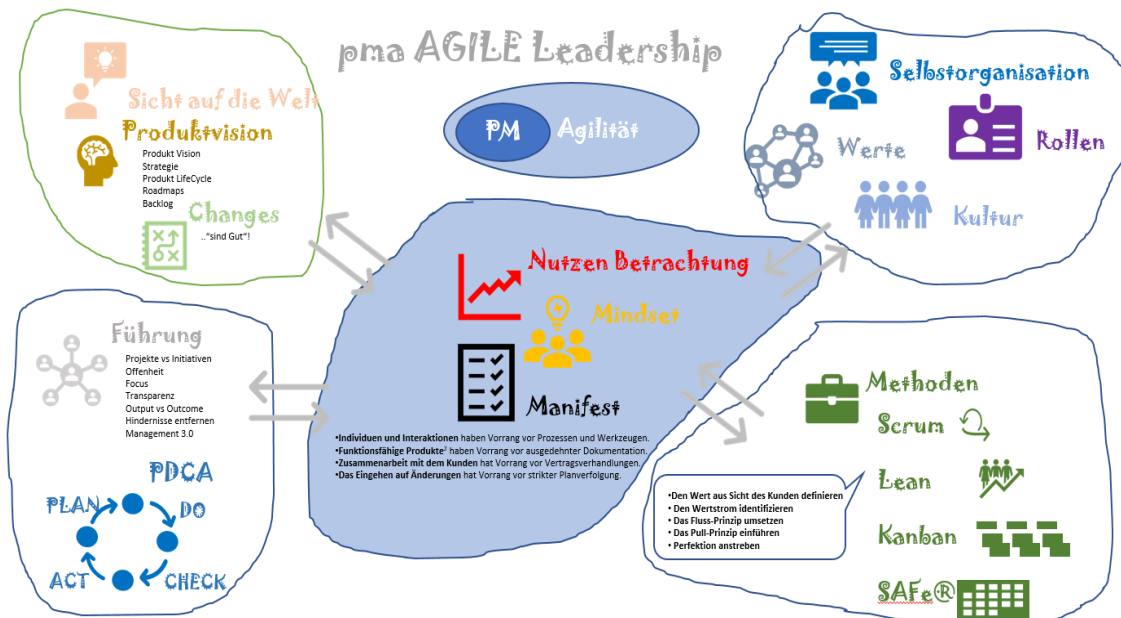 pma AGILE Leadership
PM
Agilität
Sicht auf die Welt
Produktvision
Produkt Vision
Strategie
Produkt LifeCycle
Roadmaps
Backlog
Changes
.."sind Gut"!
Selbstorganisation
Rollen
Werte
Kultur
Nutzen Betrachtung
Mindset
Manifest
•Individuen und Interaktionen haben Vorrang vor Prozessen und Werkzeugen.
•Funktionsfähige Produkte² haben Vorrang vor ausgedehnter Dokumentation.
•Zusammenarbeit mit dem Kunden hat Vorrang vor Vertragsverhandlungen.
•Das Eingehen auf Änderungen hat Vorrang vor strikter Planverfolgung.
Führung
Projekte vs Initiativen
Offenheit
Focus
Transparenz
Output vs Outcome
Hindernisse entfernen
Management 3.0
PDCA
PLAN
DO
ACT
CHECK
Methoden
Scrum
Lean
•Den Wert aus Sicht des Kunden definieren
•Den Wertstrom identifizieren
•Das Fluss-Prinzip umsetzen
•Das Pull-Prinzip einführen
•Perfektion anstreben
Kanban
SAFe®